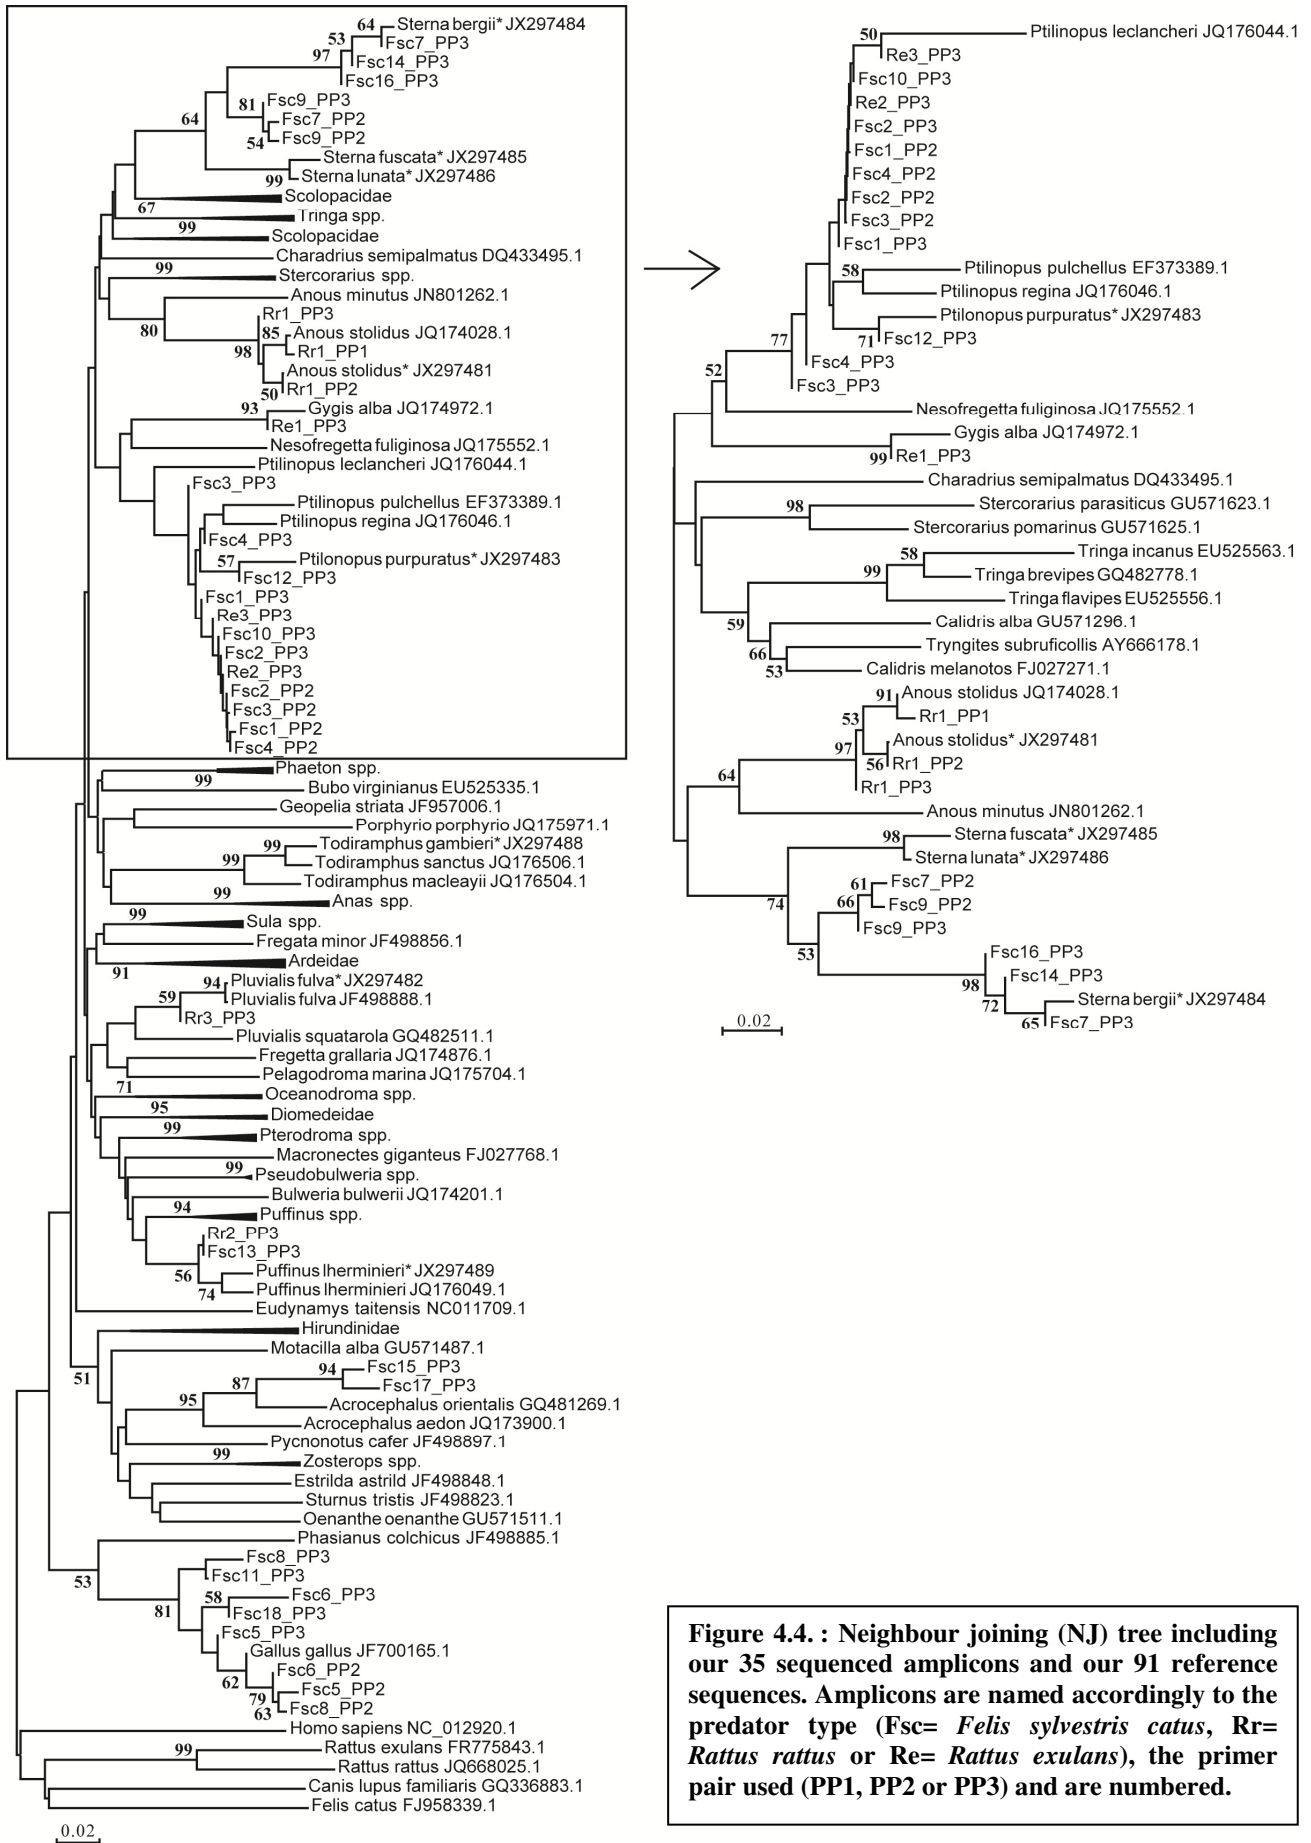 64
Sterna bergii* JX297484
53
Fsc7_PP3
97
Fsc14_PP3
Fsc16_PP3
81
Fsc9_PP3
64
Fsc7_PP2
54
Fsc9_PP2
Sterna fuscata* JX297485
99
Sterna lunata* JX297486
67
Scolopacidae
99
Tringa spp.
Scolopacidae
Charadrius semipalmatus DQ433495.1
99
Stercorarius spp.
Anous minutus JN801262.1
80
Rr1_PP3
85
Anous stolidus JQ174028.1
98
Rr1_PP1
Anous stolidus* JX297481
50
Rr1_PP2
93
Gygis alba JQ174972.1
Re1_PP3
Nesofregetta fuliginosa JQ175552.1
Ptilinopus leclancheri JQ176044.1
Fsc3_PP3
Ptilinopus pulchellus EF373389.1
Ptilinopus regina JQ176046.1
Fsc4_PP3
57
Ptilonopus purpuratus* JX297483
Fsc12_PP3
Fsc1_PP3
Re3_PP3
Fsc10_PP3
Fsc2_PP3
Re2_PP3
Fsc2_PP2
Fsc3_PP2
Fsc1_PP2
Fsc4_PP2
99
Phaeton spp.
Bubo virginianus EU525335.1
Geopelia striata JF957006.1
Porphyrio porphyrio JQ175971.1
99
Todiramphus gambieri* JX297488
99
Todiramphus sanctus JQ176506.1
Todiramphus macleayii JQ176504.1
99
Anas spp.
99
Sula spp.
Fregata minor JF498856.1
91
Ardeidae
94
Pluvialis fulva* JX297482
59
Pluvialis fulva JF498888.1
Rr3_PP3
Pluvialis squatarola GQ482511.1
Fregetta grallaria JQ174876.1
Pelagodroma marina JQ175704.1
71
Oceanodroma spp.
95
Diomedeidae
99
Pterodroma spp.
Macronectes giganteus FJ027768.1
99
Pseudobulweria spp.
Bulweria bulwerii JQ174201.1
94
Puffinus spp.
Rr2_PP3
Fsc13_PP3
56
Puffinus lherminieri* JX297489
74
Puffinus lherminieri JQ176049.1
Eudynamys taitensis NC011709.1
Hirundinidae
51
Motacilla alba GU571487.1
94
Fsc15_PP3
87
Fsc17_PP3
95
Acrocephalus orientalis GQ481269.1
Acrocephalus aedon JQ173900.1
Pycnonotus cafer JF498897.1
99
Zosterops spp.
Estrilda astrild JF498848.1
Sturnus tristis JF498823.1
Oenanthe oenanthe GU571511.1
Phasianus colchicus JF498885.1
53
Fsc8_PP3
Fsc11_PP3
81
58
Fsc6_PP3
Fsc18_PP3
Fsc5_PP3
Gallus gallus JF700165.1
62
Fsc6_PP2
79
Fsc5_PP2
63
Fsc8_PP2
Homo sapiens NC_012920.1
99
Rattus exulans FR775843.1
Rattus rattus JQ668025.1
Canis lupus familiaris GQ336883.1
Felis catus FJ958339.1
0.02
50
Ptilinopus leclancheri JQ176044.1
Re3_PP3
Fsc10_PP3
Re2_PP3
Fsc2_PP3
Fsc1_PP2
Fsc4_PP2
Fsc2_PP2
Fsc3_PP2
Fsc1_PP3
58
Ptilinopus pulchellus EF373389.1
Ptilinopus regina JQ176046.1
Ptilonopus purpuratus* JX297483
71
Fsc12_PP3
77
Fsc4_PP3
52
Fsc3_PP3
Nesofregetta fuliginosa JQ175552.1
Gygis alba JQ174972.1
99
Re1_PP3
Charadrius semipalmatus DQ433495.1
98
Stercorarius parasiticus GU571623.1
Stercorarius pomarinus GU571625.1
58
Tringa incanus EU525563.1
99
Tringa brevipes GQ482778.1
Tringa flavipes EU525556.1
59
Calidris alba GU571296.1
66
Tryngites subruficollis AY666178.1
53
Calidris melanotos FJ027271.1
91
Anous stolidus JQ174028.1
53
Rr1_PP1
97
Anous stolidus* JX297481
56
Rr1_PP2
64
Rr1_PP3
Anous minutus JN801262.1
98
Sterna fuscata* JX297485
Sterna lunata* JX297486
74
61
Fsc7_PP2
66
Fsc9_PP2
Fsc9_PP3
53
Fsc16_PP3
98
Fsc14_PP3
72
Sterna bergii* JX297484
65
Fsc7_PP3
0.02
Figure 4.4. : Neighbour joining (NJ) tree including
our 35 sequenced amplicons and our 91 reference
sequences. Amplicons are named accordingly to the
predator type (Fsc= Felis sylvestris catus, Rr=
Rattus rattus or Re= Rattus exulans), the primer
pair used (PP1, PP2 or PP3) and are numbered.